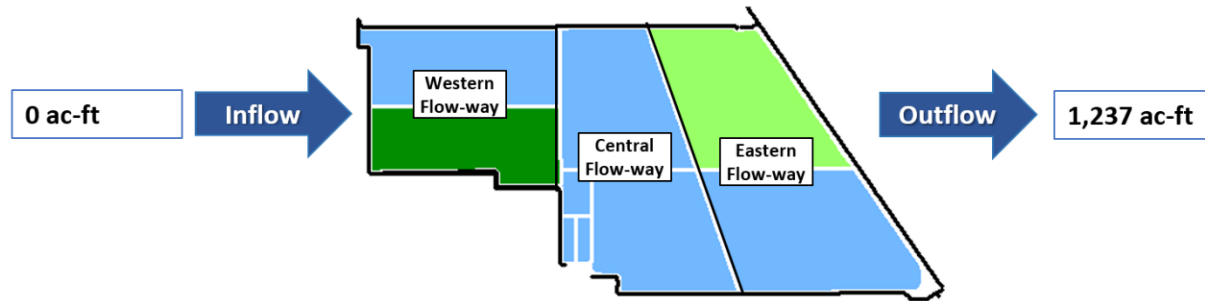 0 ac-ft
Inflow
Western
Flow-way
Central
Flow-way
Eastern
Flow-way
Outflow
1,237 ac-ft